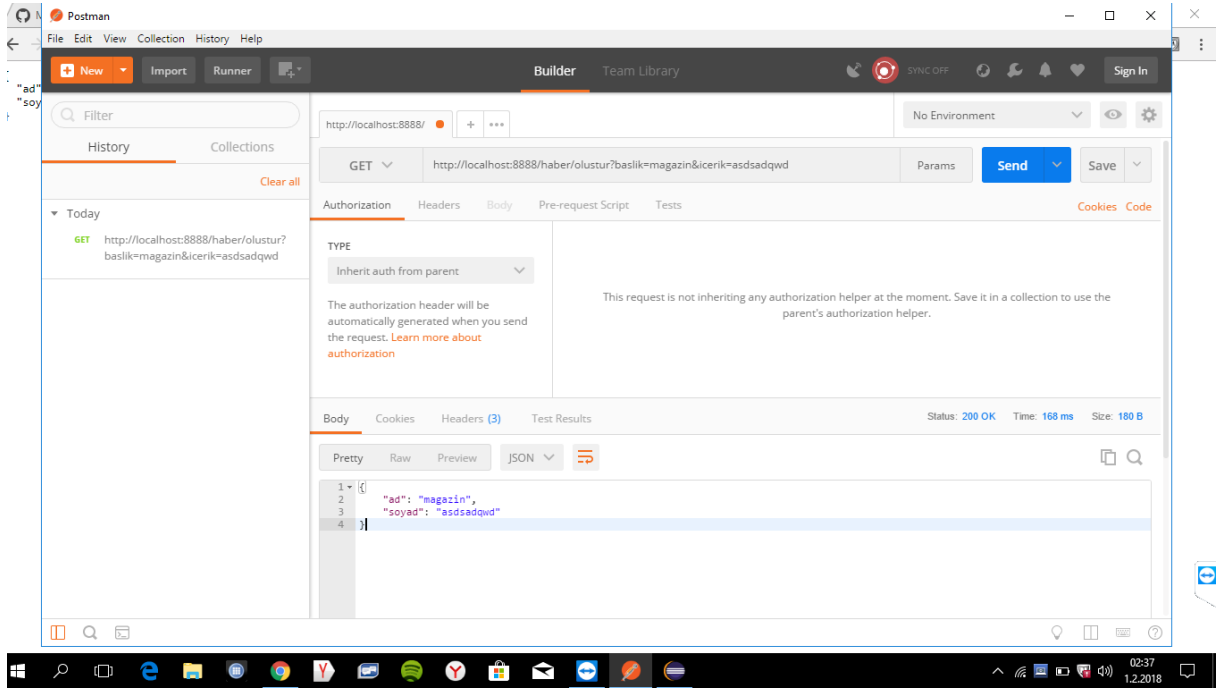 Postman
File Edit View Collection History Help
New Import Runner Builder Team Library SYNC OFF Sign In
"ad"
"soy
Filter
History Collections
Clear all
Today
GET http://localhost:8888/haber/olustur?
baslik=magazin&icerik=asdsadqwd
http://localhost:8888/
No Environment
GET http://localhost:8888/haber/olustur?baslik=magazin&icerik=asdsadqwd Params Send Save
Authorization Headers Body Pre-request Script Tests Cookies Code
TYPE
Inherit auth from parent
The authorization header will be
automatically generated when you send
the request. Learn more about
authorization
This request is not inheriting any authorization helper at the moment. Save it in a collection to use the
parent's authorization helper.
Body Cookies Headers (3) Test Results Status: 200 OK Time: 168 ms Size: 180 B
Pretty Raw Preview JSON
1 {
2 "ad": "magazin",
3 "soyad": "asdsadqwd"
4 }
02:37
1.2.2018